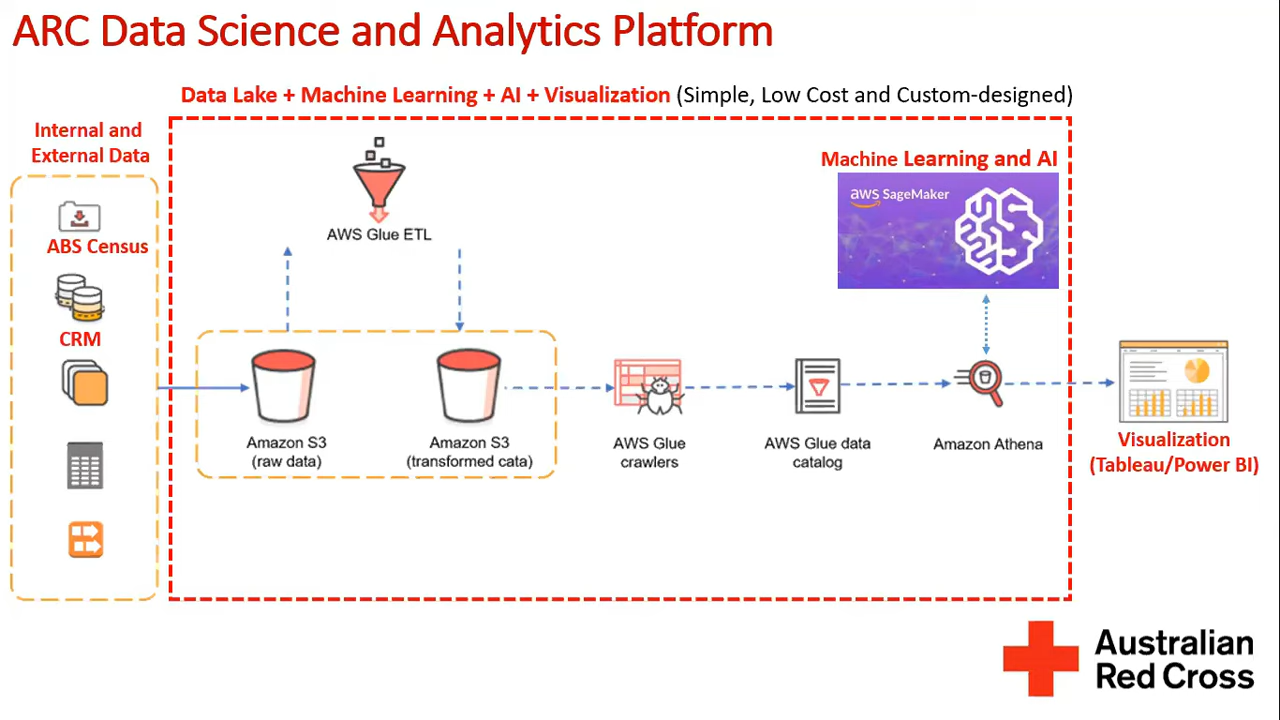 ARC Data Science and Analytics Platform
Data Lake + Machine Learning + AI + Visualization (Simple, Low Cost and Custom-designed)
Internal and
External Data
ABS Census
CRM
AWS Glue ETL
Machine Learning and AI
aws SageMaker
Amazon S3
(raw data)
Amazon S3
(transformed cata)
AWS Glue
crawlers
AWS Glue data
catalog
Amazon Athena
Visualization
(Tableau/Power BI)
Australian
Red Cross